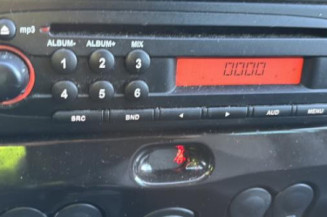 mp3
ALBUM- ALBUM+ MIX
1 2 3
0000
4 5 6
SRC BND ◄ ► AUD MENU